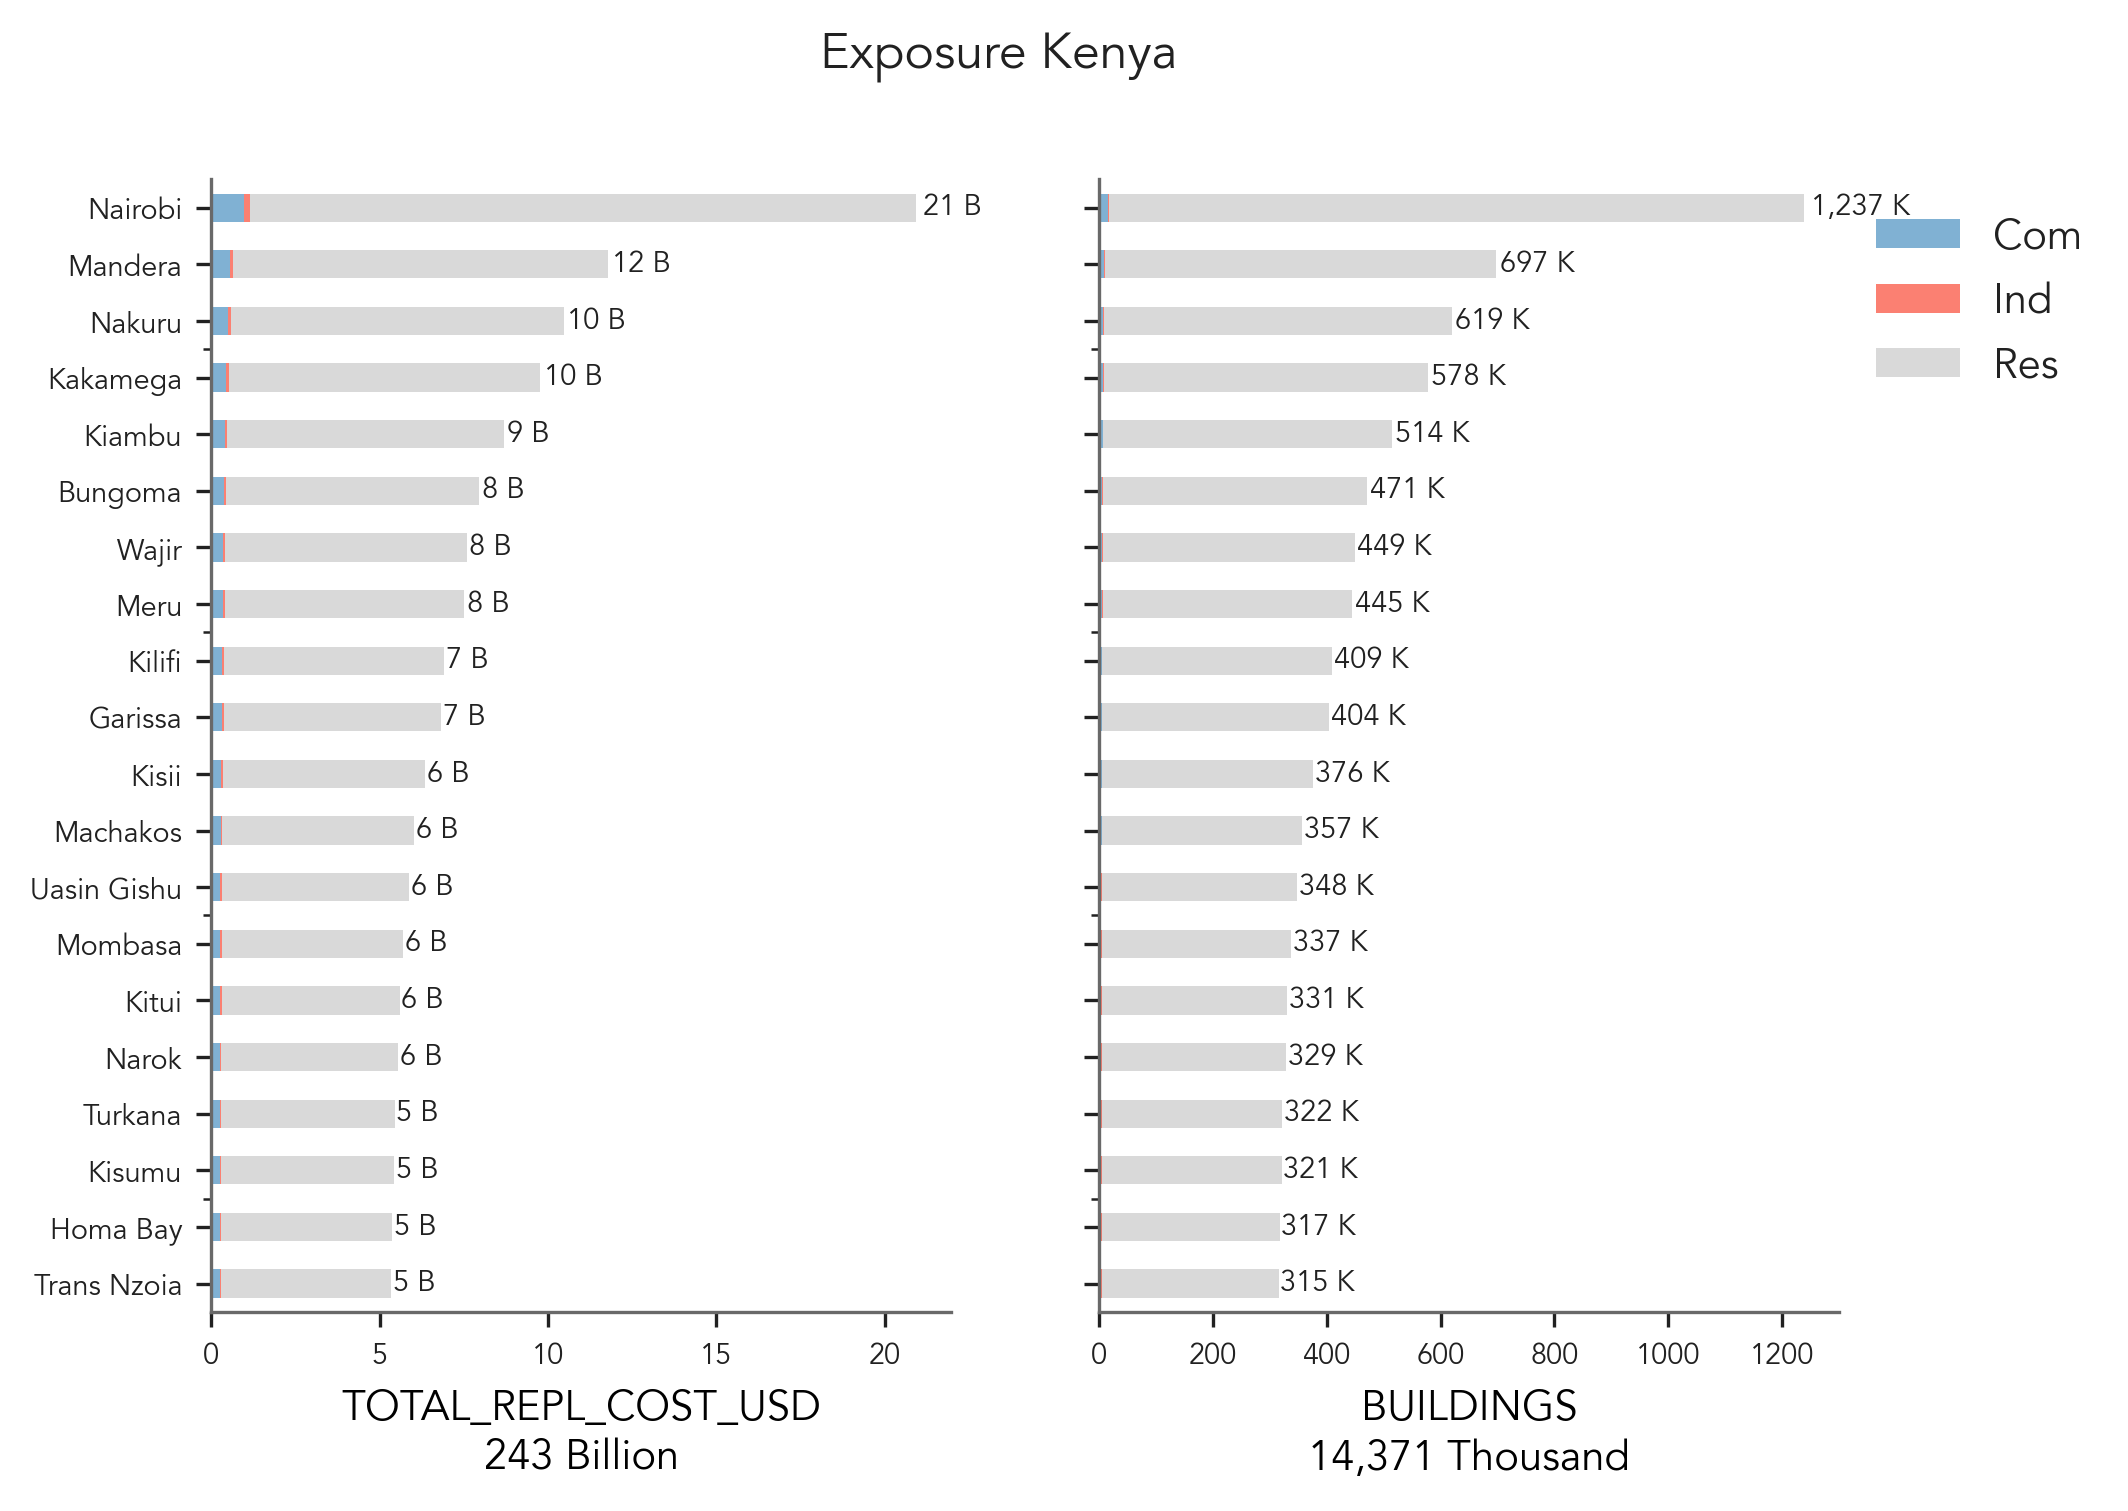 Exposure Kenya
Nairobi
Mandera
Nakuru
Kakamega
Kiambu
Bungoma
Wajir
Meru
Kilifi
Garissa
Kisii
Machakos
Uasin Gishu
Mombasa
Kitui
Narok
Turkana
Kisumu
Homa Bay
Trans Nzoia
21 B
12 B
10 B
10 B
9 B
8 B
8 B
8 B
7 B
7 B
6 B
6 B
6 B
6 B
6 B
6 B
5 B
5 B
5 B
5 B
0 5 10 15 20
TOTAL_REPL_COST_USD
243 Billion
1,237 K
697 K
619 K
578 K
514 K
471 K
449 K
445 K
409 K
404 K
376 K
357 K
348 K
337 K
331 K
329 K
322 K
321 K
317 K
315 K
0 200 400 600 800 1000 1200
BUILDINGS
14,371 Thousand
Com
Ind
Res